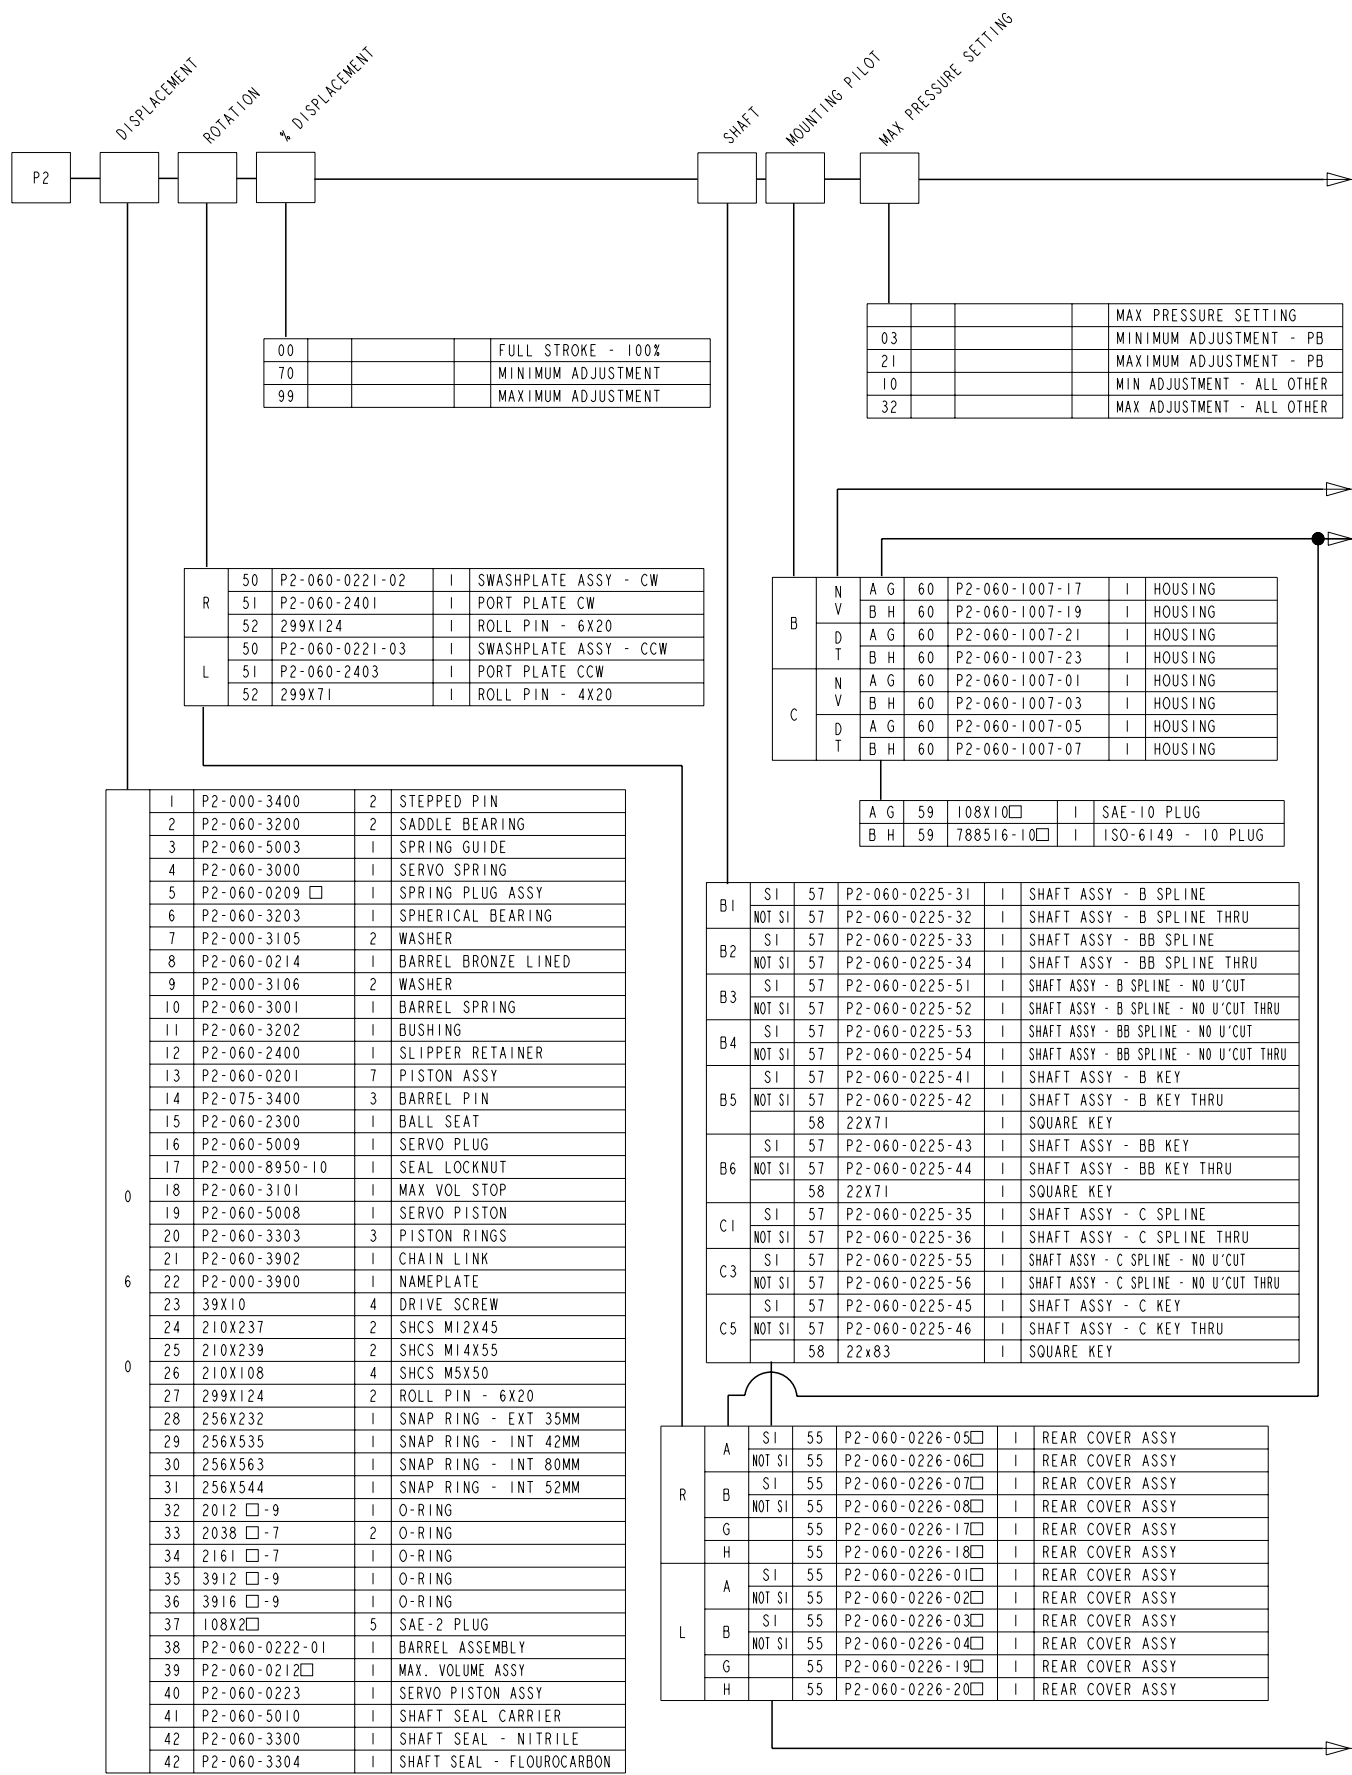 DISPLACEMENT
ROTATION
% DISPLACEMENT
SHAFT
MOUNTING PILOT
MAX PRESSURE SETTING
P2
00 FULL STROKE - 100%
70 MINIMUM ADJUSTMENT
99 MAXIMUM ADJUSTMENT
MAX PRESSURE SETTING
03 MINIMUM ADJUSTMENT - PB
21 MAXIMUM ADJUSTMENT - PB
10 MIN ADJUSTMENT - ALL OTHER
32 MAX ADJUSTMENT - ALL OTHER
R
50 P2-060-0221-02 1 SWASHPLATE ASSY - CW
51 P2-060-2401 1 PORT PLATE CW
52 299X124 1 ROLL PIN - 6X20
L
50 P2-060-0221-03 1 SWASHPLATE ASSY - CCW
51 P2-060-2403 1 PORT PLATE CCW
52 299X71 1 ROLL PIN - 4X20
B
N V
A G 60 P2-060-1007-17 1 HOUSING
B H 60 P2-060-1007-19 1 HOUSING
D T
A G 60 P2-060-1007-21 1 HOUSING
B H 60 P2-060-1007-23 1 HOUSING
C
N V
A G 60 P2-060-1007-01 1 HOUSING
B H 60 P2-060-1007-03 1 HOUSING
D T
A G 60 P2-060-1007-05 1 HOUSING
B H 60 P2-060-1007-07 1 HOUSING
A G 59 108X10□ 1 SAE-10 PLUG
B H 59 788516-10□ 1 ISO-6149 - 10 PLUG
0 6 0
1 P2-000-3400 2 STEPPED PIN
2 P2-060-3200 2 SADDLE BEARING
3 P2-060-5003 1 SPRING GUIDE
4 P2-060-3000 1 SERVO SPRING
5 P2-060-0209 □ 1 SPRING PLUG ASSY
6 P2-060-3203 1 SPHERICAL BEARING
7 P2-000-3105 2 WASHER
8 P2-060-0214 1 BARREL BRONZE LINED
9 P2-000-3106 2 WASHER
10 P2-060-3001 1 BARREL SPRING
11 P2-060-3202 1 BUSHING
12 P2-060-2400 1 SLIPPER RETAINER
13 P2-060-0201 7 PISTON ASSY
14 P2-075-3400 3 BARREL PIN
15 P2-060-2300 1 BALL SEAT
16 P2-060-5009 1 SERVO PLUG
17 P2-000-8950-10 1 SEAL LOCKNUT
18 P2-060-3101 1 MAX VOL STOP
19 P2-060-5008 1 SERVO PISTON
20 P2-060-3303 3 PISTON RINGS
21 P2-060-3902 1 CHAIN LINK
22 P2-000-3900 1 NAMEPLATE
23 39X10 4 DRIVE SCREW
24 210X237 2 SHCS M12X45
25 210X239 2 SHCS M14X55
26 210X108 4 SHCS M5X50
27 299X124 2 ROLL PIN - 6X20
28 256X232 1 SNAP RING - EXT 35MM
29 256X535 1 SNAP RING - INT 42MM
30 256X563 1 SNAP RING - INT 80MM
31 256X544 1 SNAP RING - INT 52MM
32 2012 □-9 1 O-RING
33 2038 □-7 2 O-RING
34 2161 □-7 1 O-RING
35 3912 □-9 1 O-RING
36 3916 □-9 1 O-RING
37 108X2□ 5 SAE-2 PLUG
38 P2-060-0222-01 1 BARREL ASSEMBLY
39 P2-060-0212□ 1 MAX. VOLUME ASSY
40 P2-060-0223 1 SERVO PISTON ASSY
41 P2-060-5010 1 SHAFT SEAL CARRIER
42 P2-060-3300 1 SHAFT SEAL - NITRILE
42 P2-060-3304 1 SHAFT SEAL - FLOUROCARBON
B1
S1 57 P2-060-0225-31 1 SHAFT ASSY - B SPLINE
NOT S1 57 P2-060-0225-32 1 SHAFT ASSY - B SPLINE THRU
B2
S1 57 P2-060-0225-33 1 SHAFT ASSY - BB SPLINE
NOT S1 57 P2-060-0225-34 1 SHAFT ASSY - BB SPLINE THRU
B3
S1 57 P2-060-0225-51 1 SHAFT ASSY - B SPLINE - NO U'CUT
NOT S1 57 P2-060-0225-52 1 SHAFT ASSY - B SPLINE - NO U'CUT THRU
B4
S1 57 P2-060-0225-53 1 SHAFT ASSY - BB SPLINE - NO U'CUT
NOT S1 57 P2-060-0225-54 1 SHAFT ASSY - BB SPLINE - NO U'CUT THRU
B5
S1 57 P2-060-0225-41 1 SHAFT ASSY - B KEY
NOT S1 57 P2-060-0225-42 1 SHAFT ASSY - B KEY THRU
58 22X71 1 SQUARE KEY
B6
S1 57 P2-060-0225-43 1 SHAFT ASSY - BB KEY
NOT S1 57 P2-060-0225-44 1 SHAFT ASSY - BB KEY THRU
58 22X71 1 SQUARE KEY
C1
S1 57 P2-060-0225-35 1 SHAFT ASSY - C SPLINE
NOT S1 57 P2-060-0225-36 1 SHAFT ASSY - C SPLINE THRU
C3
S1 57 P2-060-0225-55 1 SHAFT ASSY - C SPLINE - NO U'CUT
NOT S1 57 P2-060-0225-56 1 SHAFT ASSY - C SPLINE - NO U'CUT THRU
C5
S1 57 P2-060-0225-45 1 SHAFT ASSY - C KEY
NOT S1 57 P2-060-0225-46 1 SHAFT ASSY - C KEY THRU
58 22x83 1 SQUARE KEY
R
A
S1 55 P2-060-0226-05□ 1 REAR COVER ASSY
NOT S1 55 P2-060-0226-06□ 1 REAR COVER ASSY
B
S1 55 P2-060-0226-07□ 1 REAR COVER ASSY
NOT S1 55 P2-060-0226-08□ 1 REAR COVER ASSY
G 55 P2-060-0226-17□ 1 REAR COVER ASSY
H 55 P2-060-0226-18□ 1 REAR COVER ASSY
L
A
S1 55 P2-060-0226-01□ 1 REAR COVER ASSY
NOT S1 55 P2-060-0226-02□ 1 REAR COVER ASSY
B
S1 55 P2-060-0226-03□ 1 REAR COVER ASSY
NOT S1 55 P2-060-0226-04□ 1 REAR COVER ASSY
G 55 P2-060-0226-19□ 1 REAR COVER ASSY
H 55 P2-060-0226-20□ 1 REAR COVER ASSY